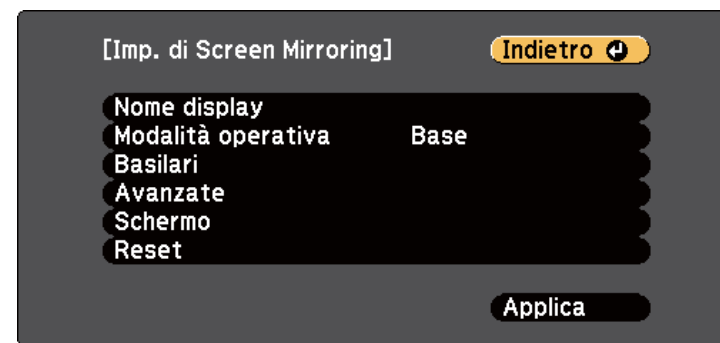 [Imp. di Screen Mirroring]
Indietro
Nome display
Modalità operativa Base
Basilari
Avanzate
Schermo
Reset
Applica